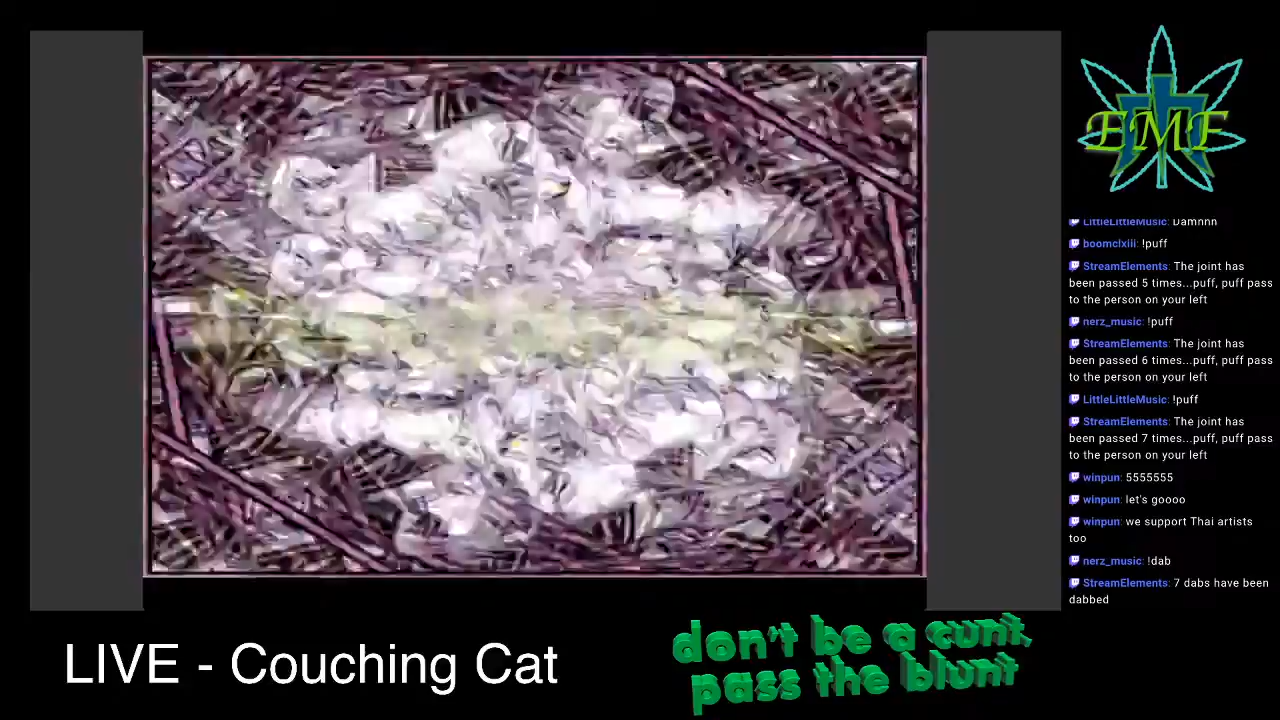 EMF
LittleLittleMusic: Damnnn
boomclxiii: !puff
StreamElements: The joint has
been passed 5 times...puff, puff pass
to the person on your left
nerz_music: !puff
StreamElements: The joint has
been passed 6 times...puff, puff pass
to the person on your left
LittleLittleMusic: !puff
StreamElements: The joint has
been passed 7 times...puff, puff pass
to the person on your left
winpun: 5555555
winpun: let's goooo
winpun: we support Thai artists
too
nerz_music: !dab
StreamElements: 7 dabs have been
dabbed
LIVE - Couching Cat
don't be a cunt,
pass the blunt